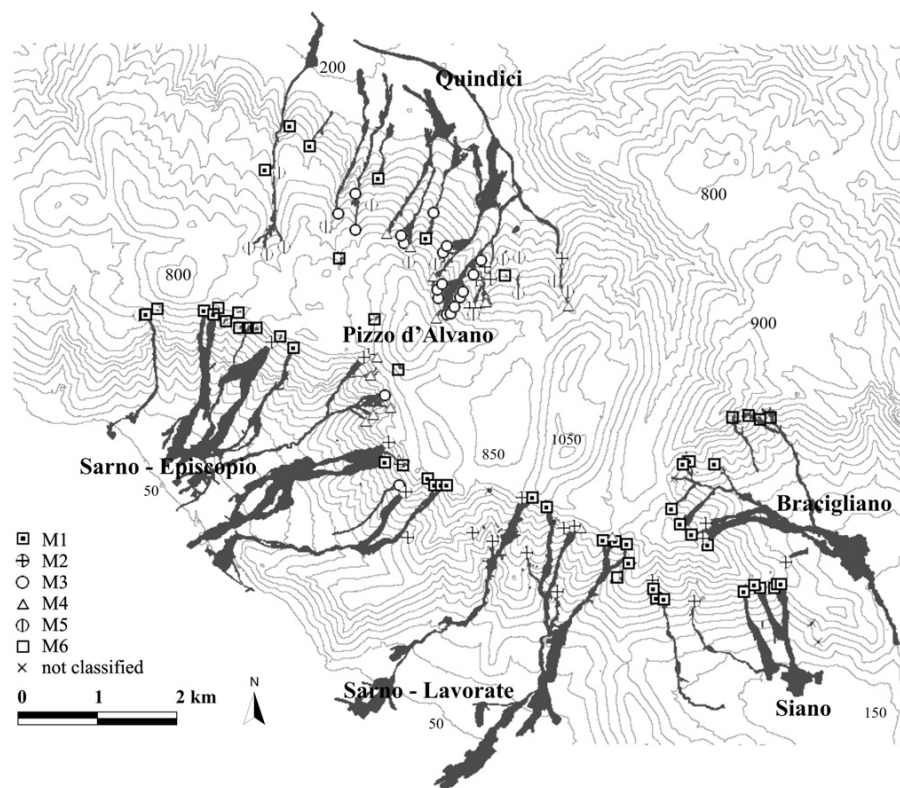 Quindici
200
800
800
Pizzo d'Alvano
900
1050
850
Sarno - Episcopio
50
Bracigliano
M1
M2
M3
M4
M5
M6
not classified
0 1 2 km
N
Sarno - Lavorate
50
Siano
150